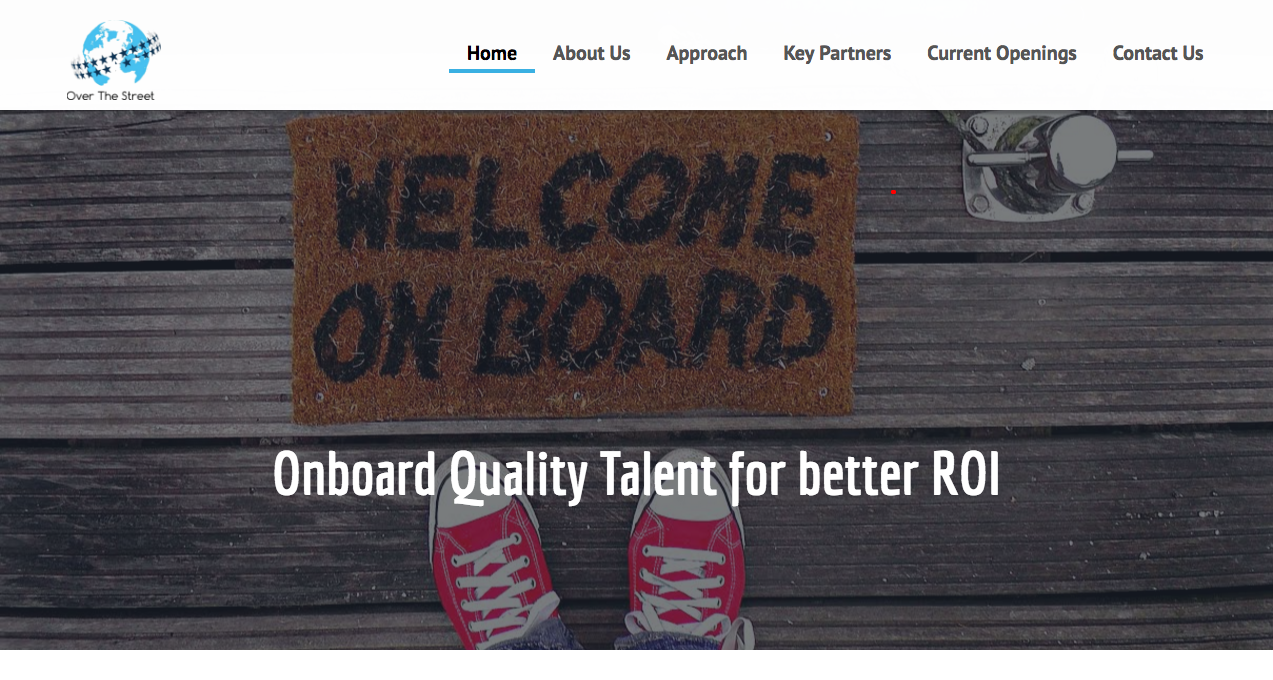 Over The Street
Home About Us Approach Key Partners Current Openings Contact Us
WELCOME
ON BOARD
Onboard Quality Talent for better ROI